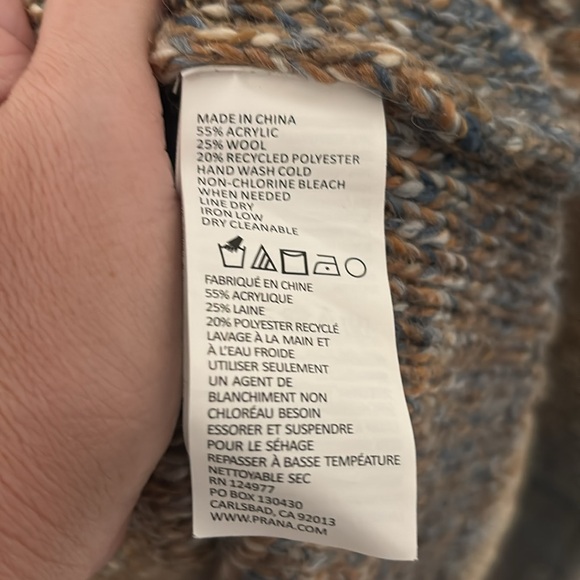 MADE IN CHINA
55% ACRYLIC
25% WOOL
20% RECYCLED POLYESTER
HAND WASH COLD
NON-CHLORINE BLEACH
WHEN NEEDED
LINE DRY
IRON LOW
DRY CLEANABLE
FABRIQUÉ EN CHINE
55% ACRYLIQUE
25% LAINE
20% POLYESTER RECYCLÉ
LAVAGE À LA MAIN ET
À L'EAU FROIDE
UTILISER SEULEMENT
UN AGENT DE
BLANCHIMENT NON
CHLORÉAU BESOIN
ESSORER ET SUSPENDRE
POUR LE SÉHAGE
REPASSER À BASSE TEMPÉATURE
NETTOYABLE SEC
RN 124977
PO BOX 130430
CARLSBAD, CA 92013
WWW.PRANA.COM